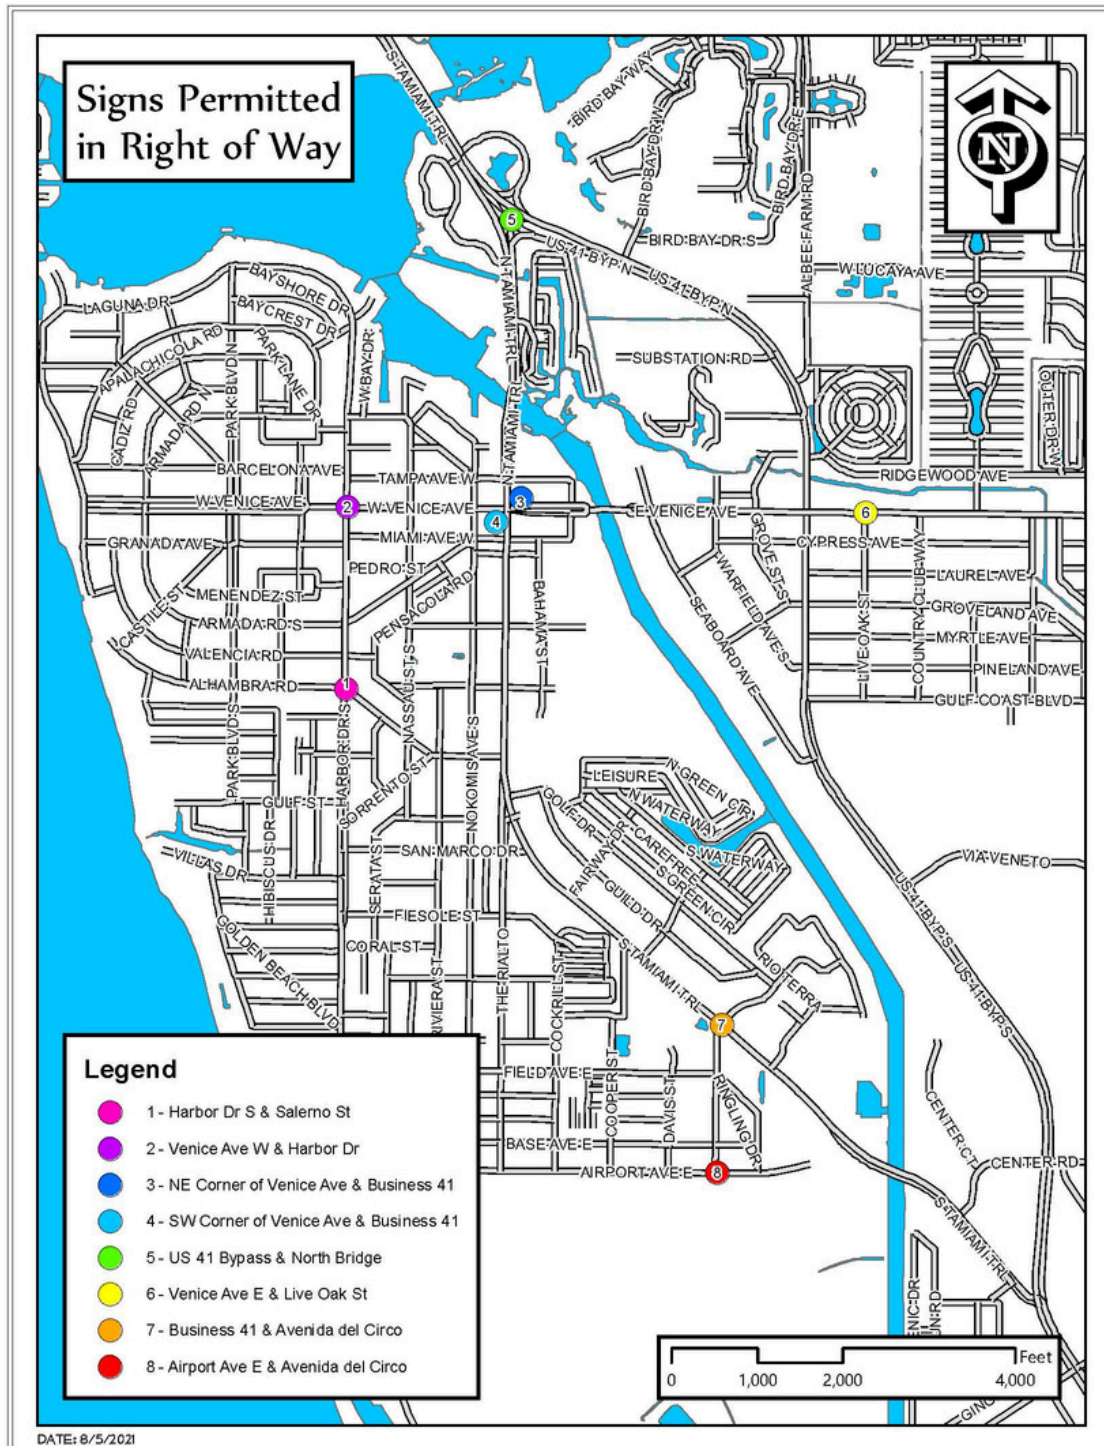 Signs Permitted
in Right of Way
N
S TAMIAMI TRL
BIRD BAY WAY
BIRD BAY DR W
BIRD BAY DR E
ALBEE FARM RD
5
BIRD BAY DR S
US 41 BYP N
US 41 BYP N
W LUCAYA AVE
N TAMIAMI TRL
LAGUNA DR
BAYSHORE DR
BAYCREST DR
APALACHICOLA RD
PARK BLVD N
PARK LANE DR
W BAY DR
SUBSTATION RD
OUTER DR W
CADIZ RD
ARMADA RD N
N TAMIAMI TRL
BARCELONA AVE
TAMPA AVE W
RIDGEWOOD AVE
W VENICE AVE
2
W VENICE AVE
3
4
E VENICE AVE
6
GRANADA AVE
MIAMI AVE W
GROVE ST S
CYPRESS AVE
PEDRO ST
PENSACOLA RD
LAUREL AVE
MENENDEZ ST
CASTILE ST
BAHAMA ST
WARFIELD AVE S
SEABOARD AVE
LIVE OAK ST
COUNTRY CLUB WAY
GROVELAND AVE
ARMADA RD S
MYRTLE AVE
VALENCIA RD
NASSAU ST S
PINELAND AVE
ALHAMBRA RD
1
GULF COAST BLVD
PARK BLVD S
HARBOR DR S
SORRENTO ST
NOKOMIS AVE S
LEISURE
N GREEN CIR
GULF ST
GOLF DR
N WATERWAY
HIBISCUS DR
SERATA ST
SAN MARCO DR
FAIRWAY DR
CAREFREE
S WATERWAY
VIA VENETO
VILLAS DR
S GREEN CIR
GUILD DR
US 41 BYP S
GOLDEN BEACH BLVD
FIESOLE ST
CORAL ST
THE RIALTO
S TAMIAMI TRL
RIO TERRA
US 41 BYP S
RIVIERA ST
COCKRILL ST
7
FIELD AVE E
COOPER ST
DAVIS ST
RINGLING DR
CENTER CT
BASE AVE E
AIRPORT AVE E
8
CENTER RD
S TAMIAMI TRL
Legend
1 - Harbor Dr S & Salerno St
2 - Venice Ave W & Harbor Dr
3 - NE Corner of Venice Ave & Business 41
4 - SW Corner of Venice Ave & Business 41
5 - US 41 Bypass & North Bridge
6 - Venice Ave E & Live Oak St
7 - Business 41 & Avenida del Circo
8 - Airport Ave E & Avenida del Circo
Feet
0 1,000 2,000 4,000
DATE: 8/5/2021